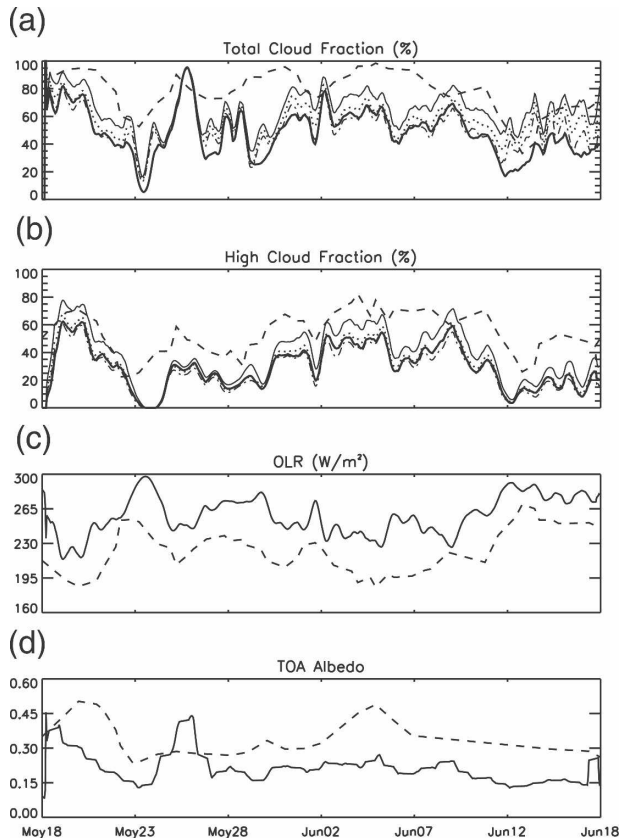 (a)
Total Cloud Fraction (%)
100
80
60
40
20
0
(b)
High Cloud Fraction (%)
100
80
60
40
20
0
(c)
OLR (W/m²)
300
265
230
195
160
(d)
TOA Albedo
0.60
0.45
0.30
0.15
0.00
May18 May23 May28 Jun02 Jun07 Jun12 Jun18